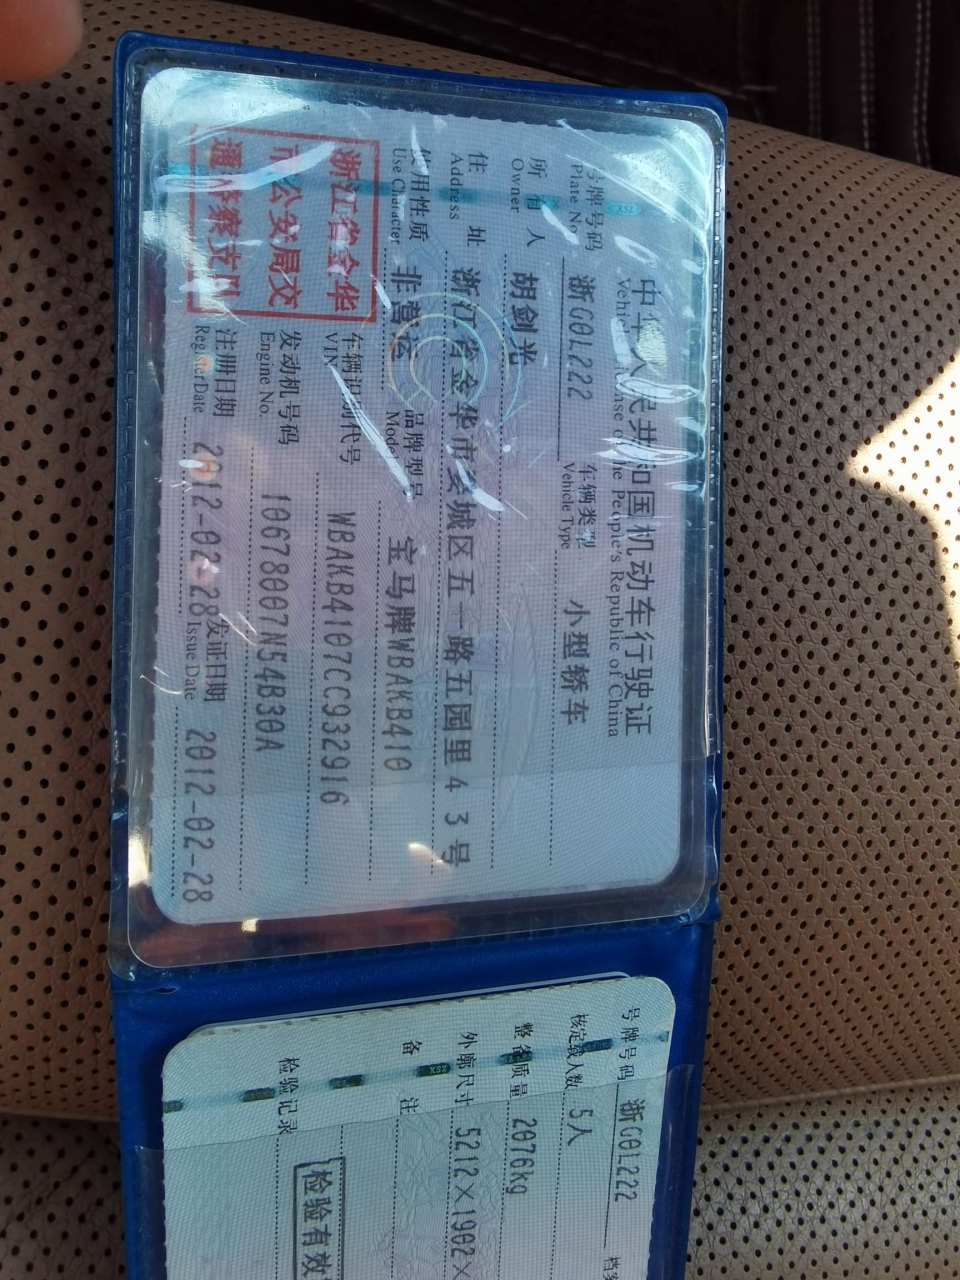 中华人民共和国机动车行驶证
Vehicle License of the People's Republic of China
号牌号码 浙G0L222 车辆类型 小型轿车
Plate No. Vehicle Type
所有人 胡剑光
Owner
住址 浙江省金华市婺城区五一路五园里43号
Address
使用性质 非营运 品牌型号 宝马牌WBAKB410
Use Character Model
浙江省金华
市公安局交
通警察支队
车辆识别代号 WBAKB4107CC932916
VIN
发动机号码 10678007N54B30A
Engine No.
注册日期 2012-02-28 发证日期 2012-02-28
Register Date Issue Date
号牌号码 浙G0L222 档案
核定载人数 5人
整备质量 2076kg
外廓尺寸 5212×1902×
备注
检验记录
检验有效